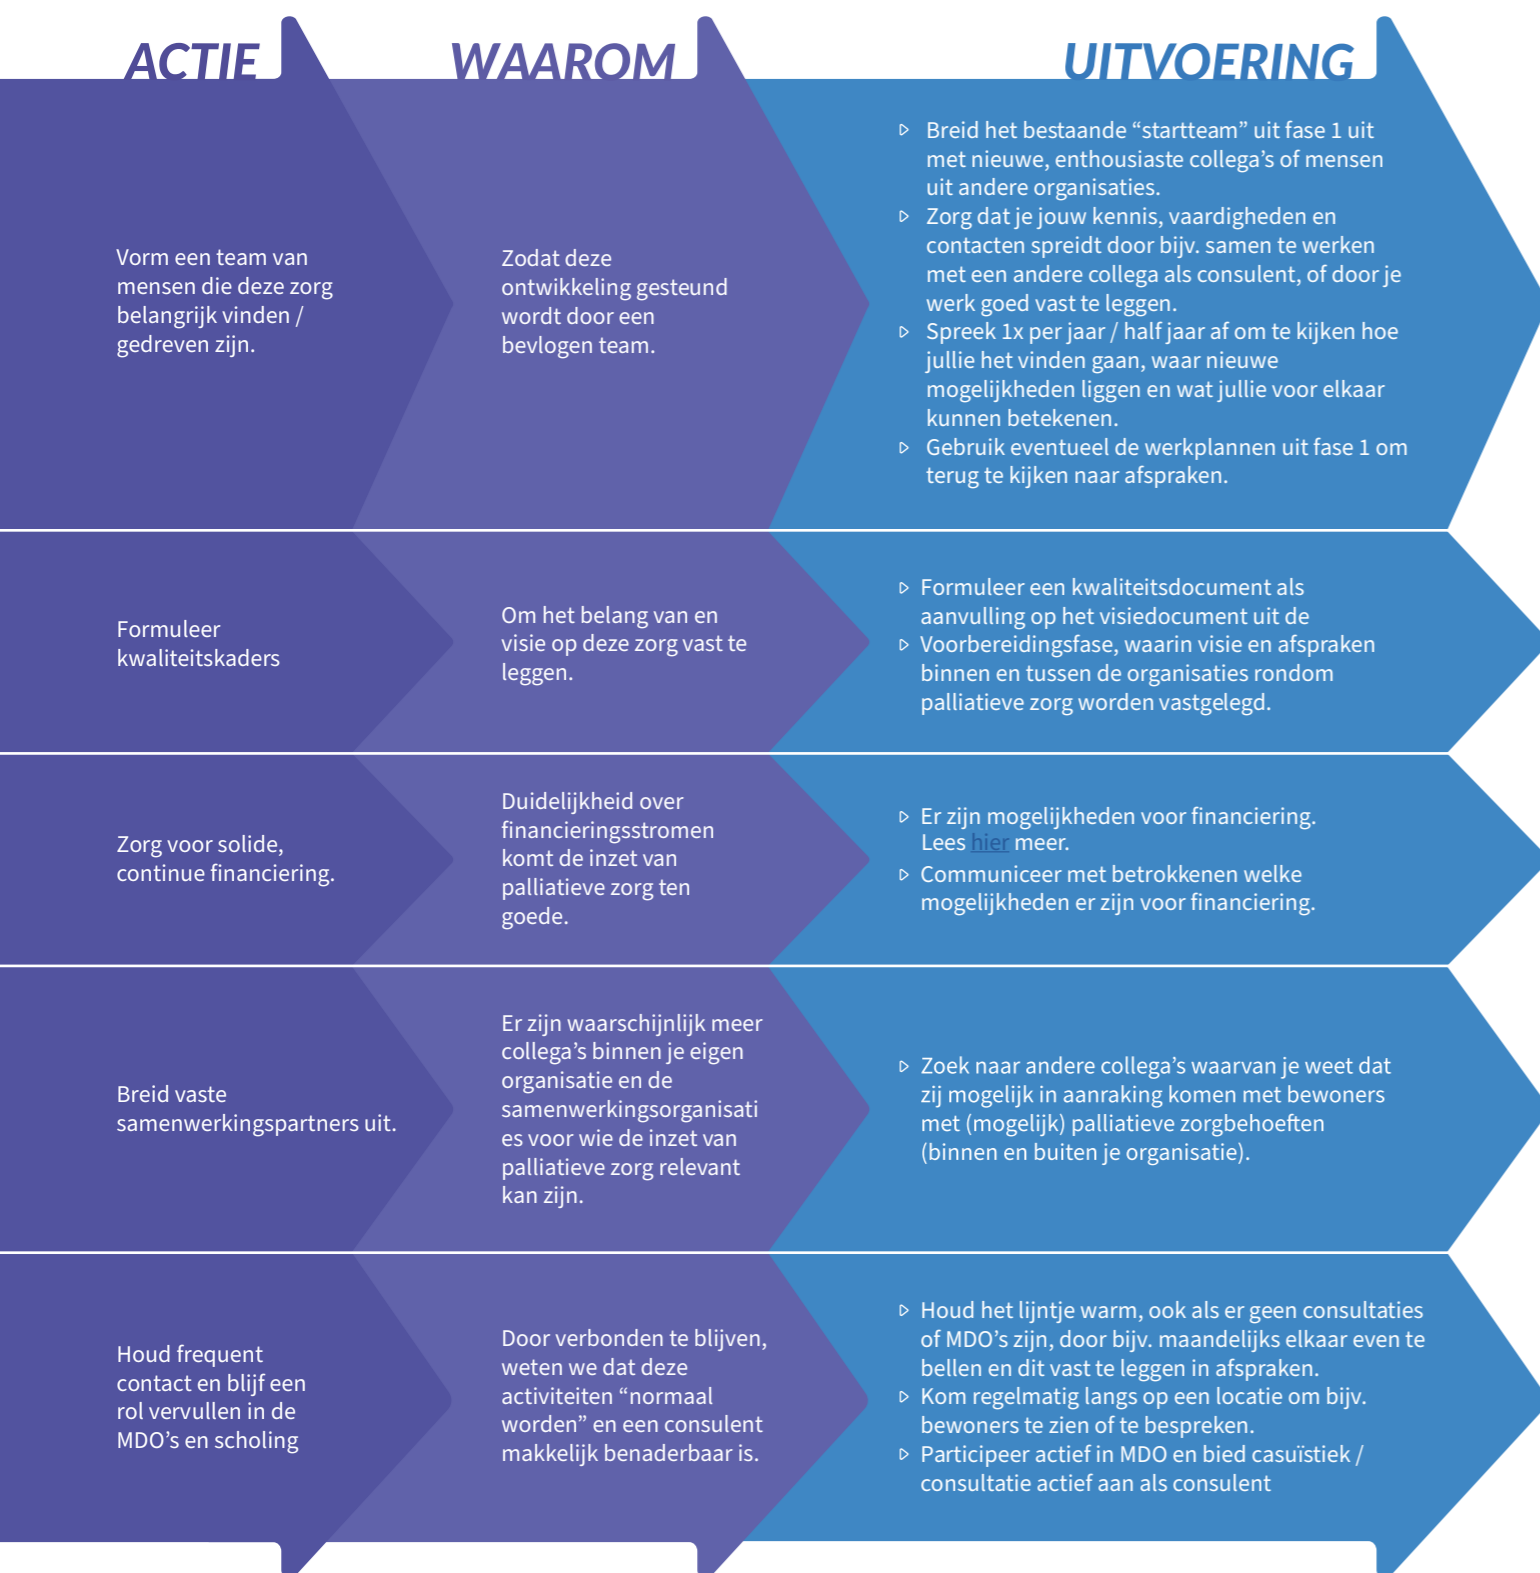 ACTIE
WAAROM
UITVOERING
Vorm een team van
mensen die deze zorg
belangrijk vinden /
gedreven zijn.
Zodat deze
ontwikkeling gesteund
wordt door een
bevlogen team.
Breid het bestaande “startteam” uit fase 1 uit
met nieuwe, enthousiaste collega’s of mensen
uit andere organisaties.
Zorg dat je jouw kennis, vaardigheden en
contacten spreidt door bijv. samen te werken
met een andere collega als consulent, of door je
werk goed vast te leggen.
Spreek 1x per jaar / half jaar af om te kijken hoe
jullie het vinden gaan, waar nieuwe
mogelijkheden liggen en wat jullie voor elkaar
kunnen betekenen.
Gebruik eventueel de werkplannen uit fase 1 om
terug te kijken naar afspraken.
Formuleer
kwaliteitskaders
Om het belang van en
visie op deze zorg vast te
leggen.
Formuleer een kwaliteitsdocument als
aanvulling op het visiedocument uit de
Voorbereidingsfase, waarin visie en afspraken
binnen en tussen de organisaties rondom
palliatieve zorg worden vastgelegd.
Zorg voor solide,
continue financiering.
Duidelijkheid over
financieringsstromen
komt de inzet van
palliatieve zorg ten
goede.
Er zijn mogelijkheden voor financiering.
Lees hier meer.
Communiceer met betrokkenen welke
mogelijkheden er zijn voor financiering.
Breid vaste
samenwerkingspartners uit.
Er zijn waarschijnlijk meer
collega’s binnen je eigen
organisatie en de
samenwerkingsorganisati
es voor wie de inzet van
palliatieve zorg relevant
kan zijn.
Zoek naar andere collega’s waarvan je weet dat
zij mogelijk in aanraking komen met bewoners
met (mogelijk) palliatieve zorgbehoeften
(binnen en buiten je organisatie).
Houd frequent
contact en blijf een
rol vervullen in de
MDO’s en scholing
Door verbonden te blijven,
weten we dat deze
activiteiten “normaal
worden” en een consulent
makkelijk benaderbaar is.
Houd het lijntje warm, ook als er geen consultaties
of MDO’s zijn, door bijv. maandelijks elkaar even te
bellen en dit vast te leggen in afspraken.
Kom regelmatig langs op een locatie om bijv.
bewoners te zien of te bespreken.
Participeer actief in MDO en bied casuïstiek /
consultatie actief aan als consulent